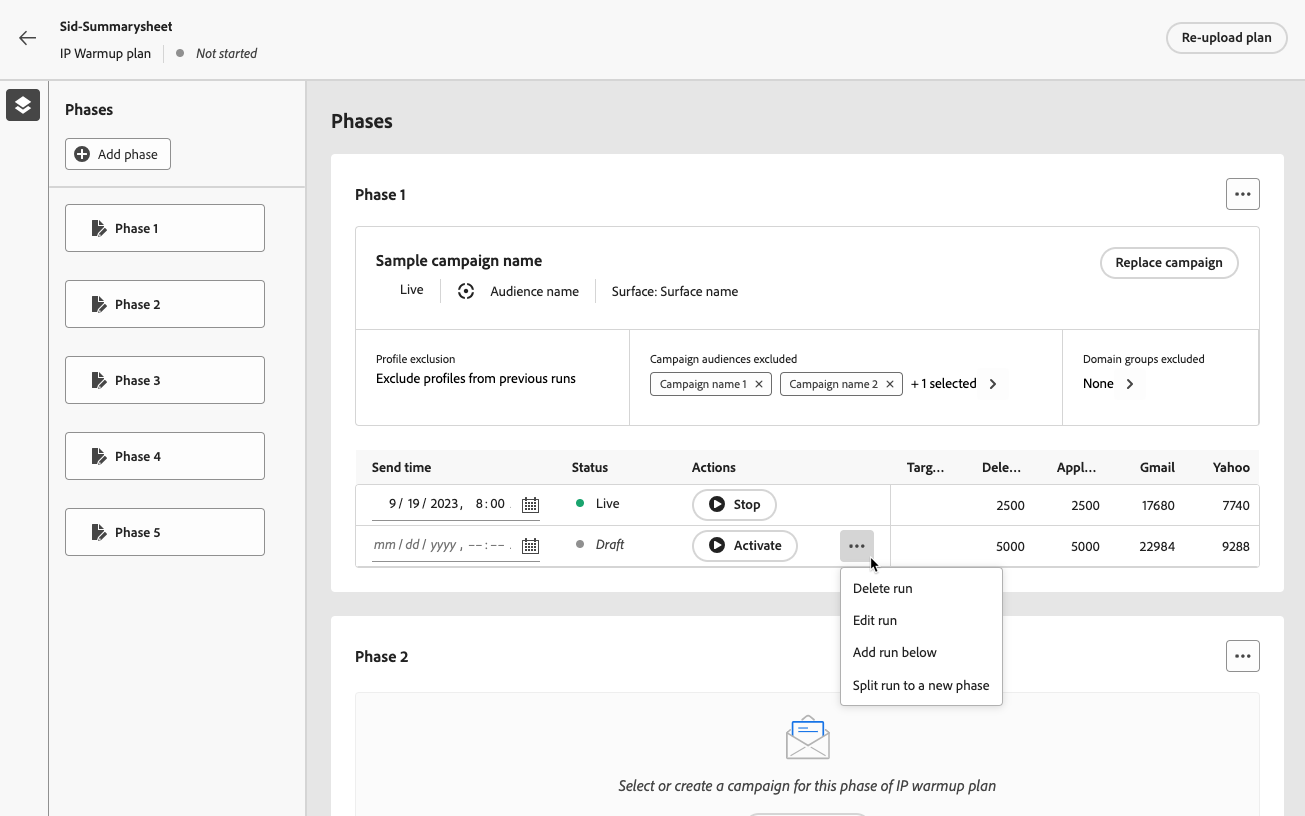 Sid-Summarysheet
IP Warmup plan
Not started
Re-upload plan
Phases
Add phase
Phase 1
Phase 2
Phase 3
Phase 4
Phase 5
Phases
Phase 1
Sample campaign name
Replace campaign
Live
Audience name
Surface: Surface name
Profile exclusion
Exclude profiles from previous runs
Campaign audiences excluded
Campaign name 1
Campaign name 2
+ 1 selected
Domain groups excluded
None
Send time Status Actions Targ... Dele... Appl... Gmail Yahoo
9/ 19/ 2023, 8:00 Live Stop 2500 2500 17680 7740
mm/dd/yyyy, --:-- Draft Activate 5000 5000 22984 9288
Delete run
Edit run
Add run below
Split run to a new phase
Phase 2
Select or create a campaign for this phase of IP warmup plan